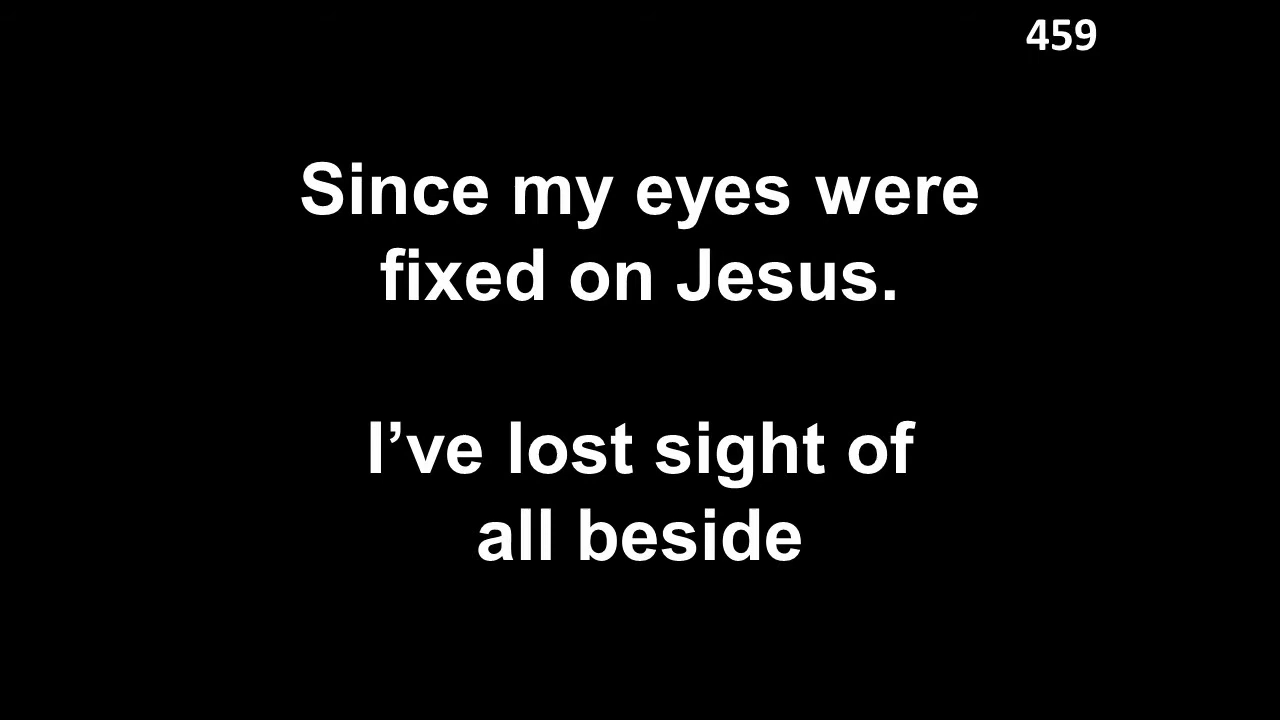 459
Since my eyes were
fixed on Jesus.
I’ve lost sight of
all beside